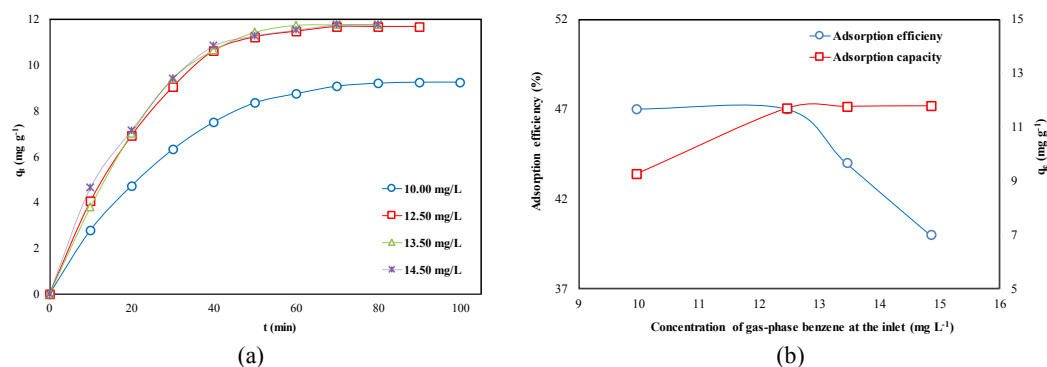 12
10
8
6
4
2
0
qt (mg g-1)
0 20 40 60 80 100
t (min)
10.00 mg/L
12.50 mg/L
13.50 mg/L
14.50 mg/L
(a)
52
47
42
37
Adsorption efficiency (%)
Adsorption efficieny
Adsorption capacity
15
13
11
9
7
5
qe (mg g-1)
9 10 11 12 13 14 15 16
Concentration of gas-phase benzene at the inlet (mg L-1)
(b)